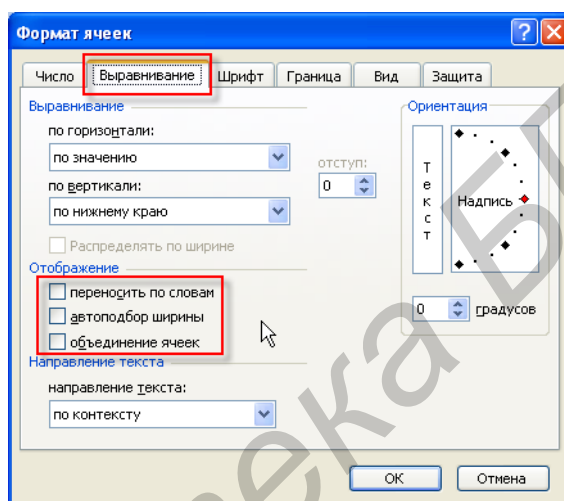 Формат ячеек
Число Выравнивание Шрифт Граница Вид Защита
Выравнивание
по горизонтали:
по значению
отступ:
0
по вертикали:
по нижнему краю
Распределять по ширине
Отображение
переносить по словам
автоподбор ширины
объединение ячеек
Направление текста
направление текста:
по контексту
Ориентация
Текст
Надпись
0 градусов
ОК Отмена